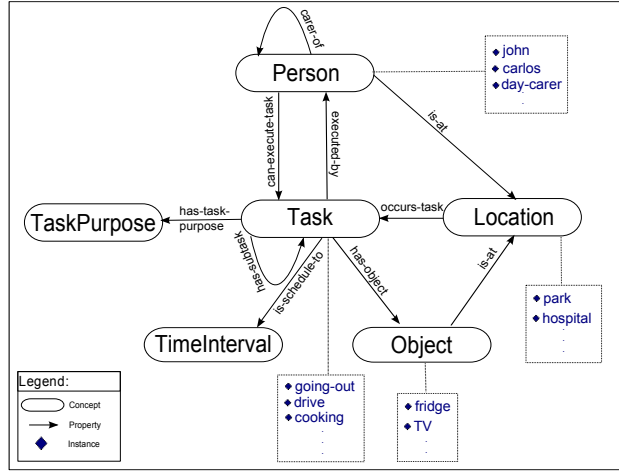 carer-of
john
Person
carlos
day-carer
can-execute-task
executed-by
is-at
has-task-
purpose
occurs-task
TaskPurpose
Task
Location
has-subtask
is-schedule-to
has-object
is-at
park
hospital
TimeInterval
Object
Legend:
Concept
Property
Instance
going-out
drive
cooking
fridge
TV